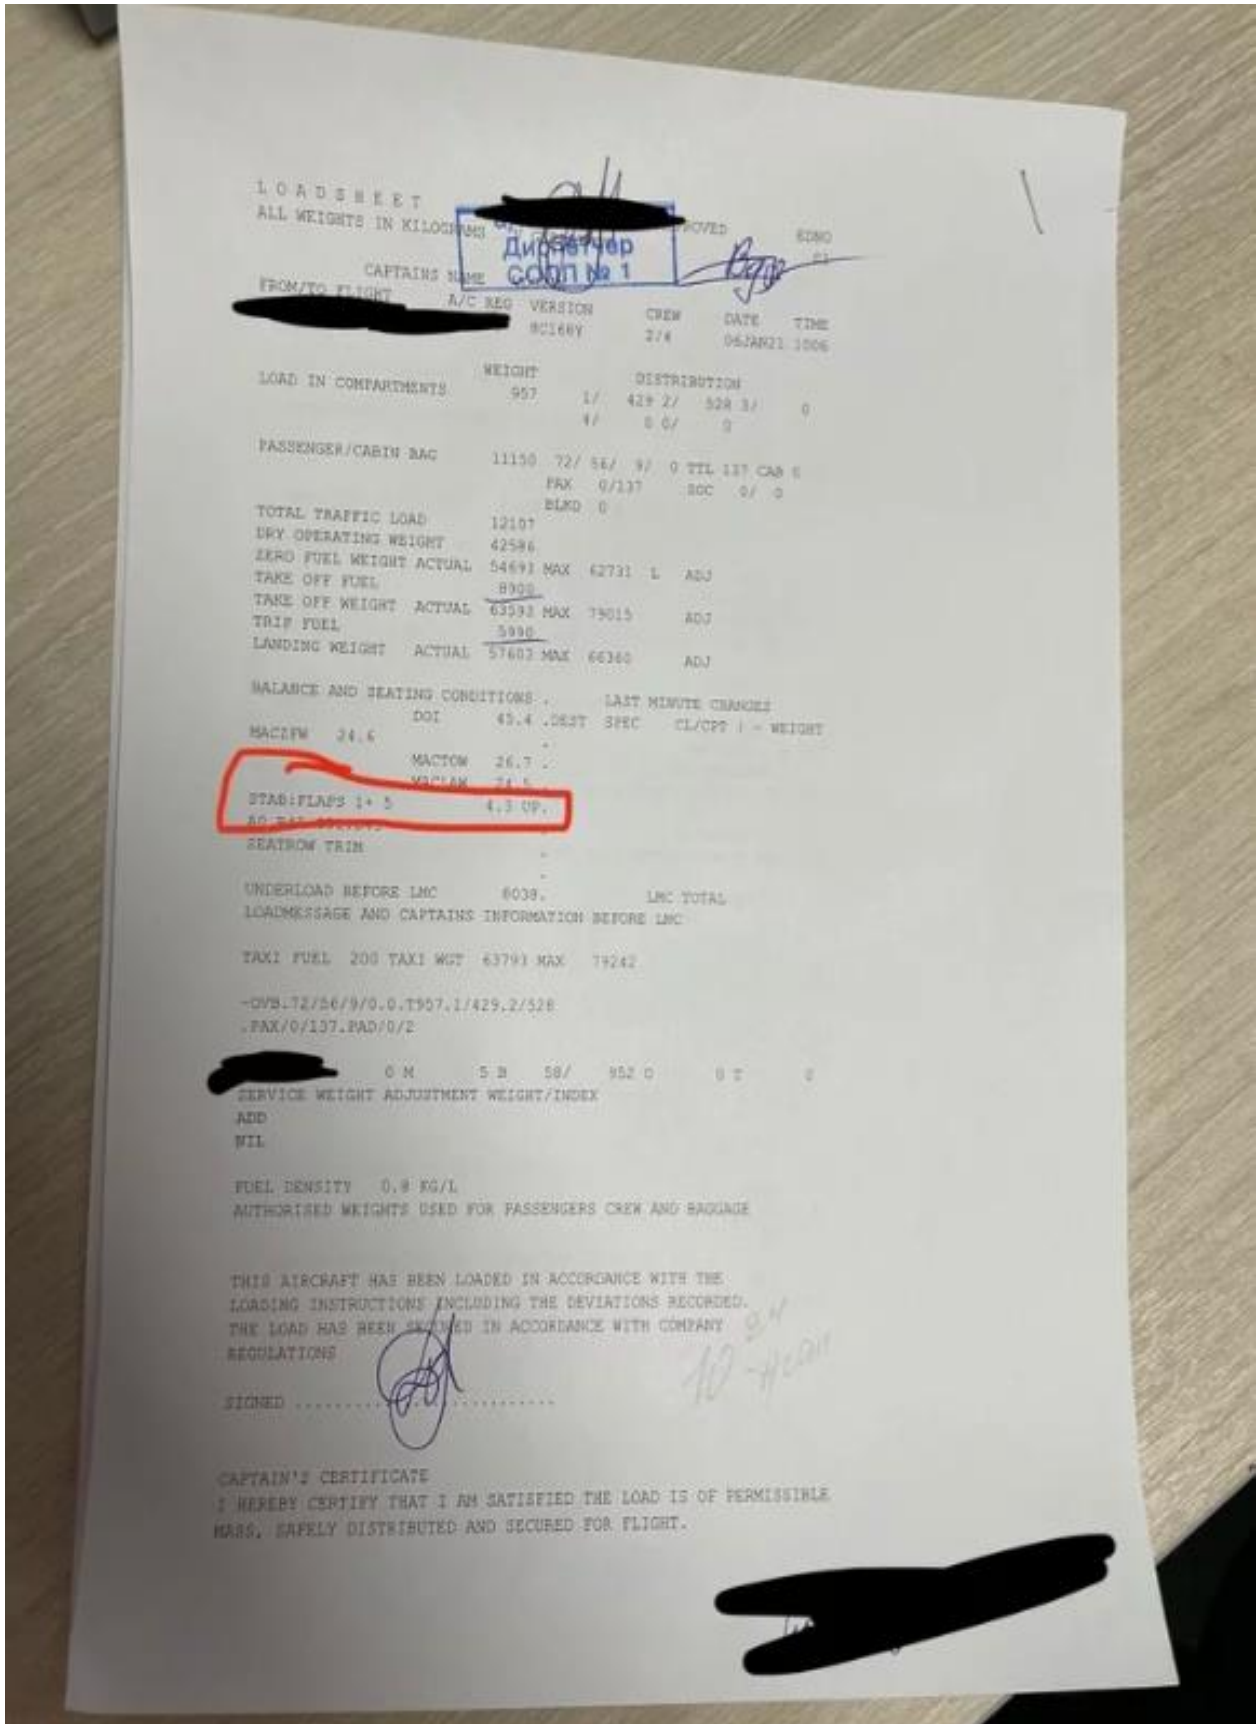 LOADSHEET
ALL WEIGHTS IN KILOGRAMS EDNO
Диспетчер
СООП № 1
CAPTAINS NAME
FROM/TO FLIGHT A/C REG VERSION CREW DATE TIME
2/4 06JAN21 1006
WEIGHT DISTRIBUTION
LOAD IN COMPARTMENTS 957 1/ 429 2/ 528 3/ 0
4/ 0 0/ 0
PASSENGER/CABIN BAG 11150 72/ 56/ 9/ 0 TTL 137 CAB 0
PAX 0/137 SOC 0/ 0
BLKD 0
TOTAL TRAFFIC LOAD 12107
DRY OPERATING WEIGHT 42586
ZERO FUEL WEIGHT ACTUAL 54693 MAX 62731 L ADJ
TAKE OFF FUEL 8900
TAKE OFF WEIGHT ACTUAL 63593 MAX 79015 ADJ
TRIP FUEL 5990
LANDING WEIGHT ACTUAL 57603 MAX 66360 ADJ
BALANCE AND SEATING CONDITIONS . LAST MINUTE CHANGES
DOI 45.4 .DEST SPEC CL/CPT + - WEIGHT
MACZFW 24.6 .
MACTOW 26.7 .
MACLAW 24.5 .
STAB:FLAPS 1+ 5 4.3 UP.
SEATROW TRIM .
UNDERLOAD BEFORE LMC 8038. LMC TOTAL
LOADMESSAGE AND CAPTAINS INFORMATION BEFORE LMC
TAXI FUEL 200 TAXI WGT 63793 MAX 79242
-OVB.72/56/9/0.0.T957.1/429.2/528
.PAX/0/137.PAD/0/2
0 M 5 B 58/ 952 O 0 T 0
SERVICE WEIGHT ADJUSTMENT WEIGHT/INDEX
ADD
NIL
FUEL DENSITY 0.8 KG/L
AUTHORISED WEIGHTS USED FOR PASSENGERS CREW AND BAGGAGE
THIS AIRCRAFT HAS BEEN LOADED IN ACCORDANCE WITH THE
LOADING INSTRUCTIONS INCLUDING THE DEVIATIONS RECORDED.
THE LOAD HAS BEEN SECURED IN ACCORDANCE WITH COMPANY
REGULATIONS
SIGNED ..........................
CAPTAIN'S CERTIFICATE
I HEREBY CERTIFY THAT I AM SATISFIED THE LOAD IS OF PERMISSIBLE
MASS, SAFELY DISTRIBUTED AND SECURED FOR FLIGHT.